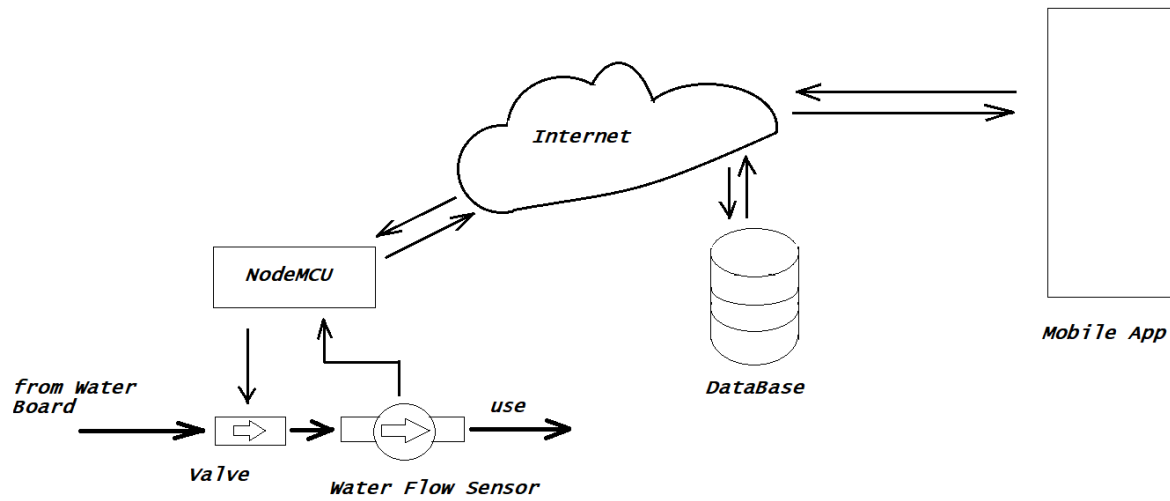 Internet
NodeMCU
Mobile App
from Water
Board
DataBase
use
Valve
Water Flow Sensor